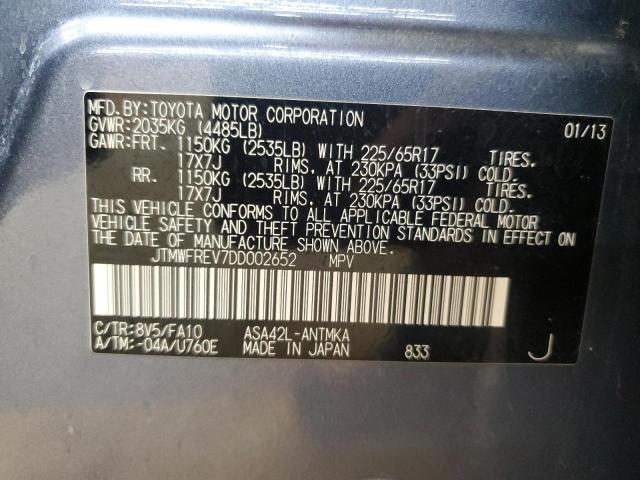 MFD.BY:TOYOTA MOTOR CORPORATION 01/13
GVWR:2035KG (4485LB)
GAWR:FRT. 1150KG (2535LB) WITH 225/65R17 TIRES.
17X7J RIMS, AT 230KPA (33PSI) COLD.
RR. 1150KG (2535LB) WITH 225/65R17 TIRES.
17X7J RIMS, AT 230KPA (33PSI) COLD.
THIS VEHICLE CONFORMS TO ALL APPLICABLE FEDERAL MOTOR
VEHICLE SAFETY AND THEFT PREVENTION STANDARDS IN EFFECT ON
THE DATE OF MANUFACTURE SHOWN ABOVE.
JTMWFREV7DD002652 MPV
C/TR:8V5/FA10 ASA42L-ANTMKA
A/TM:-04A/U760E MADE IN JAPAN 833 J